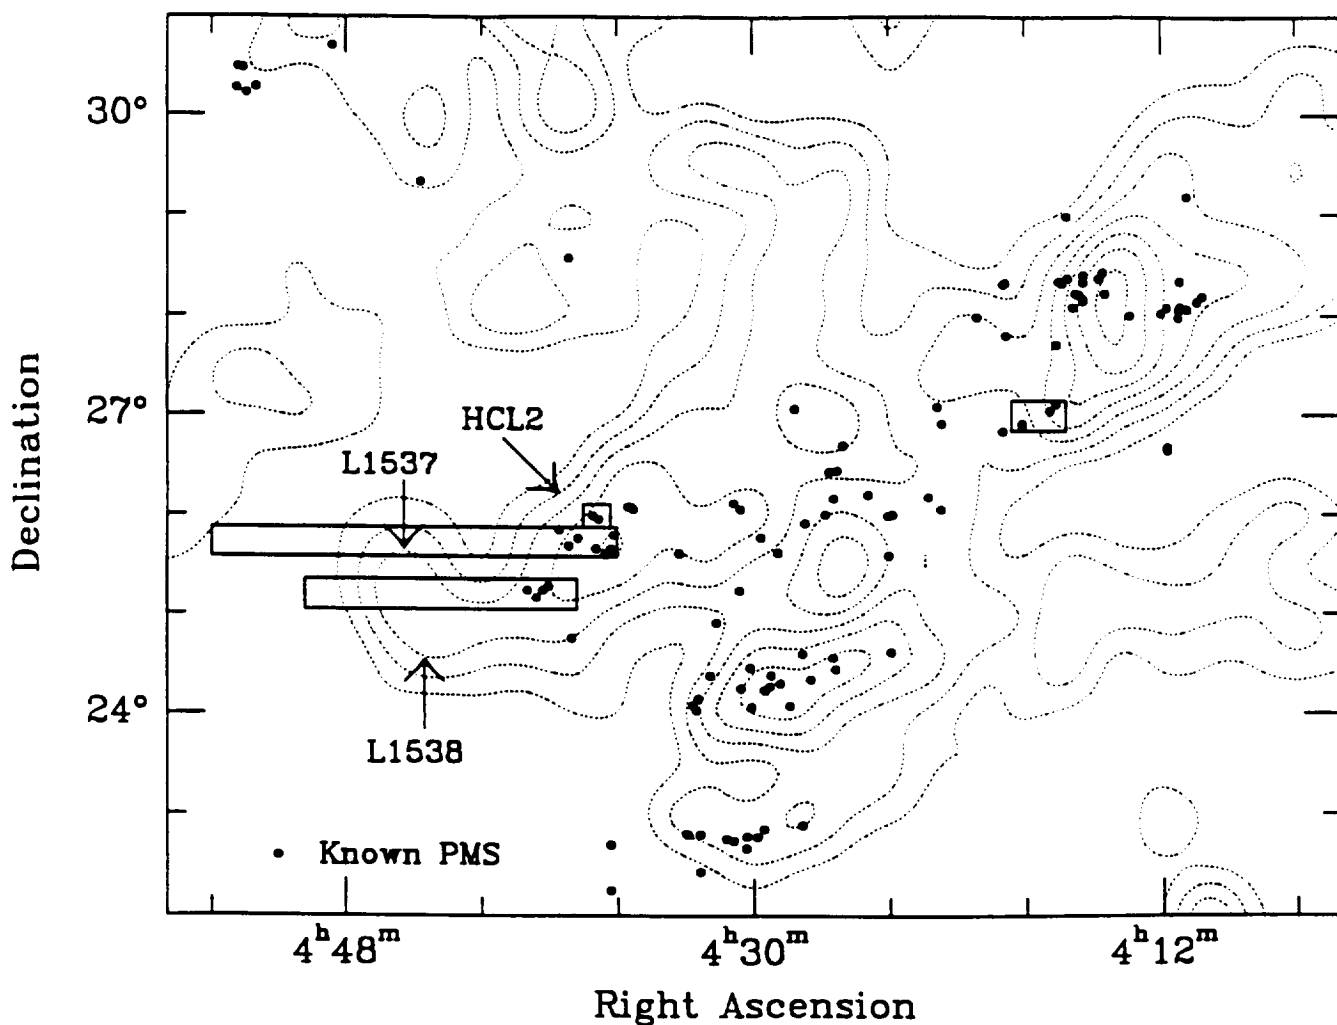 30°
27°
24°
Declination
HCL2
L1537
L1538
Known PMS
4ʰ48ᵐ
4ʰ30ᵐ
4ʰ12ᵐ
Right Ascension